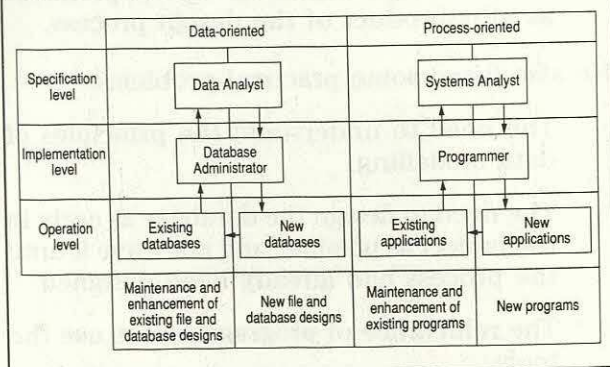 Data-oriented
Process-oriented
Specification
level
Data Analyst
Systems Analyst
Implementation
level
Database
Administrator
Programmer
Operation
level
Existing
databases
New
databases
Existing
applications
New
applications
Maintenance and
enhancement of
existing file and
database designs
New file and
database designs
Maintenance and
enhancement of
existing programs
New programs